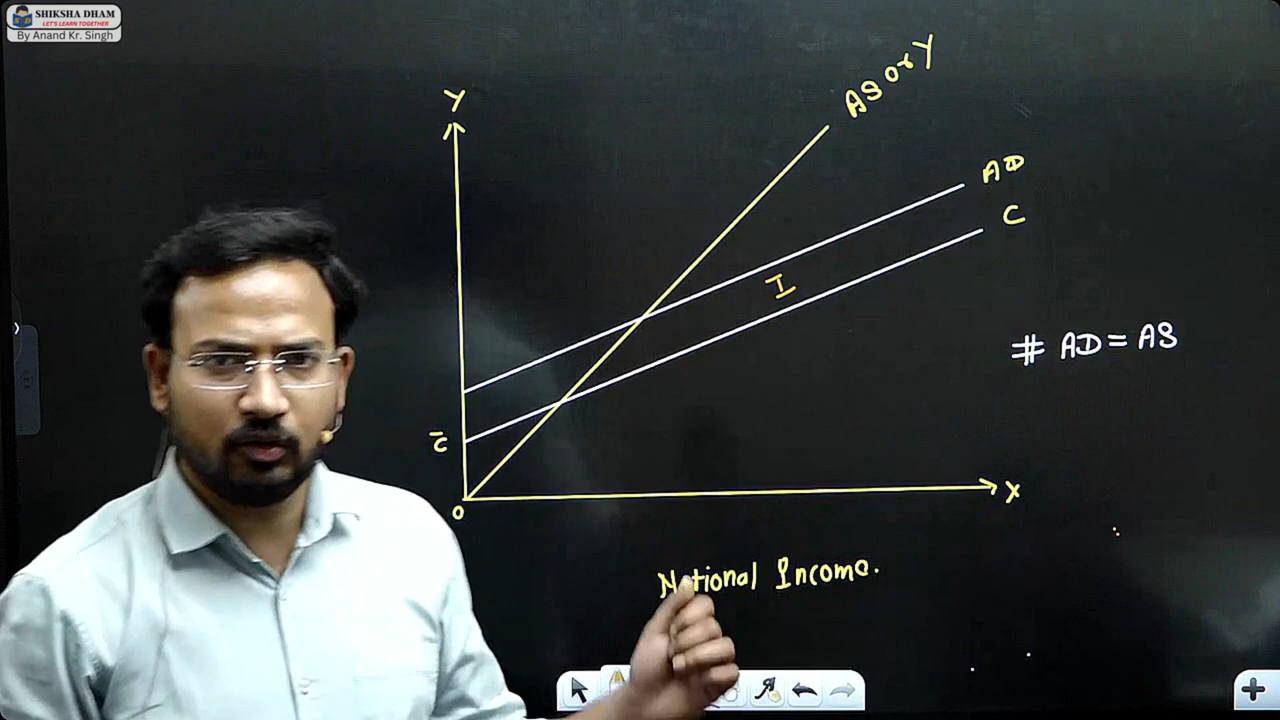 SHIKSHA DHAM
LET'S LEARN TOGETHER
By Anand Kr. Singh
Y
AS or Y
AD
C
I
# AD = AS
C̅
O
X
National Income.